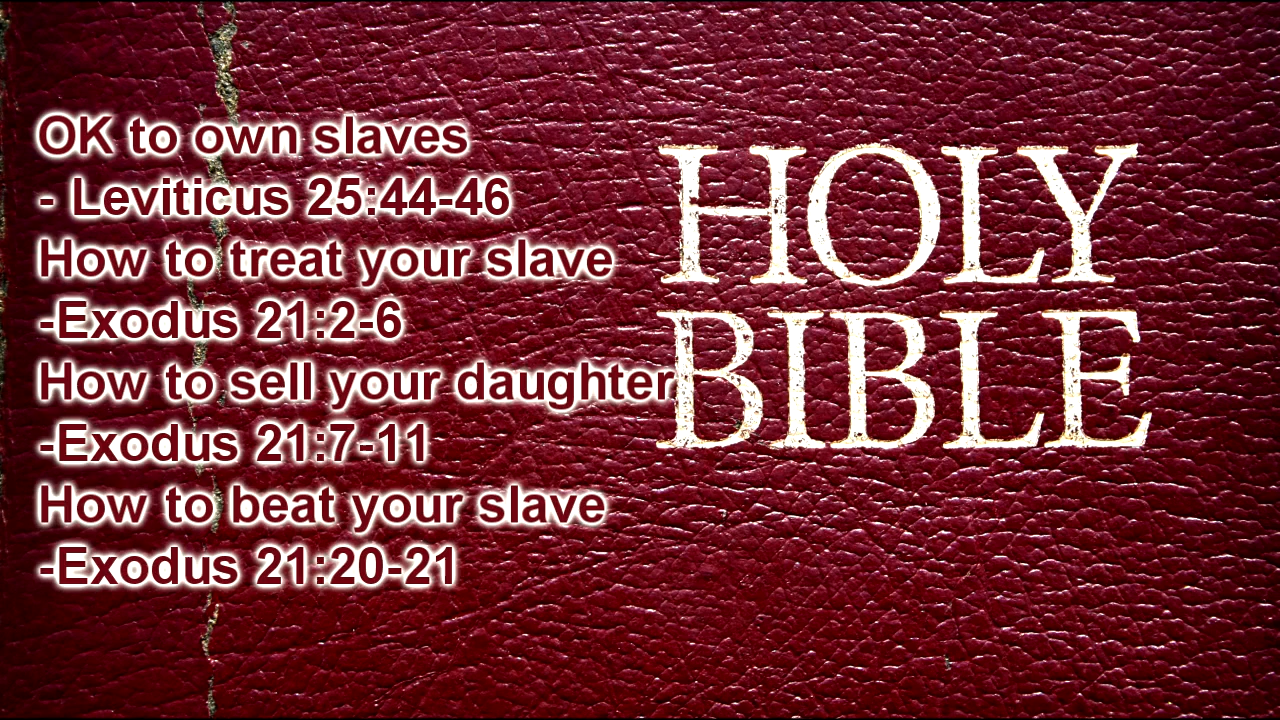 OK to own slaves
- Leviticus 25:44-46
How to treat your slave
-Exodus 21:2-6
How to sell your daughter
-Exodus 21:7-11
How to beat your slave
-Exodus 21:20-21
HOLY
BIBLE